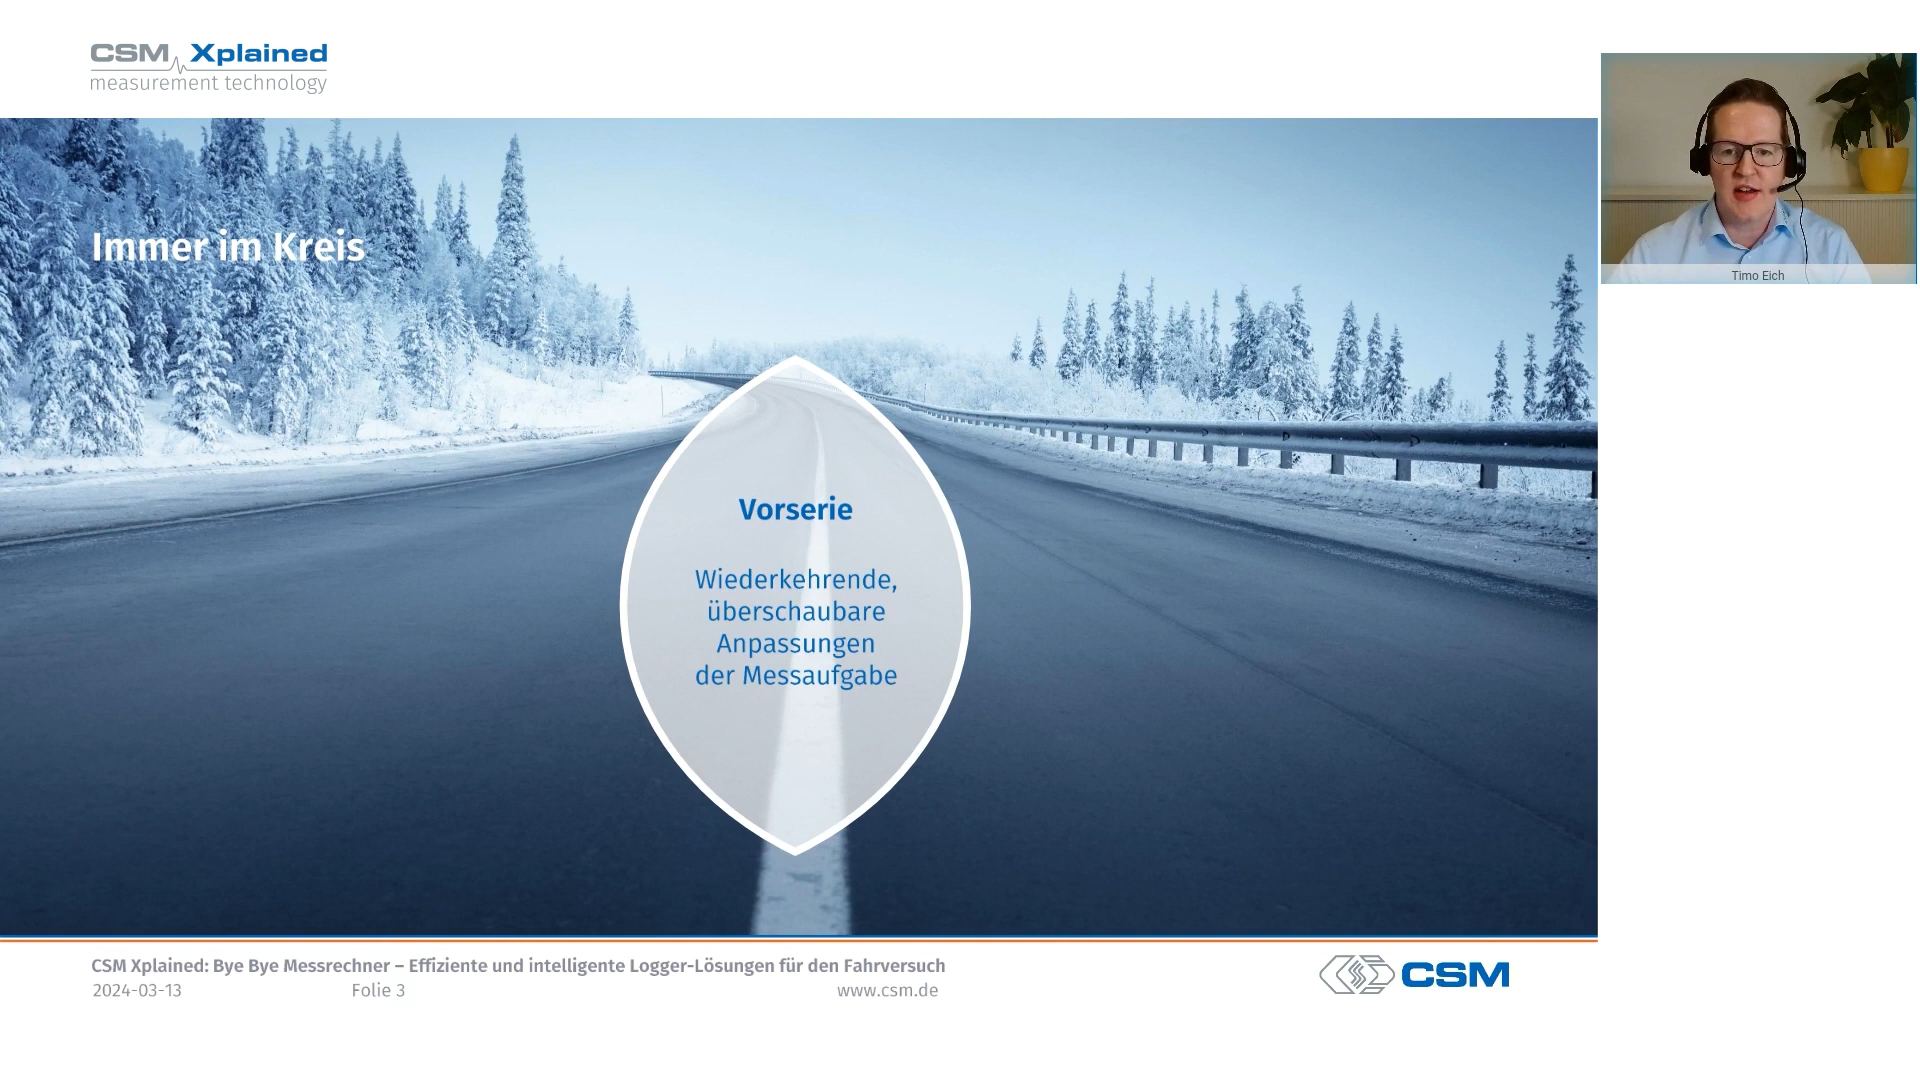 CSM Xplained
measurement technology
Timo Eich
Immer im Kreis
Vorserie
Wiederkehrende,
überschaubare
Anpassungen
der Messaufgabe
CSM Xplained: Bye Bye Messrechner – Effiziente und intelligente Logger-Lösungen für den Fahrversuch
2024-03-13 Folie 3 www.csm.de
CSM